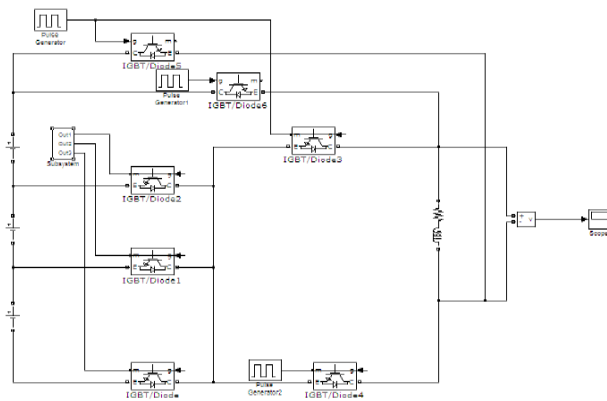 Pulse
Generator
g
m
C
E
IGBT/Diode5
Pulse
Generator1
g
m
C
E
IGBT/Diode6
Out1
Out2
Out3
Subsystem
m
g
E
C
IGBT/Diode3
m
g
E
C
IGBT/Diode2
m
g
E
C
IGBT/Diode1
+
-
v
Scope
m
g
E
C
IGBT/Diode
Pulse
Generator2
m
g
E
C
IGBT/Diode4